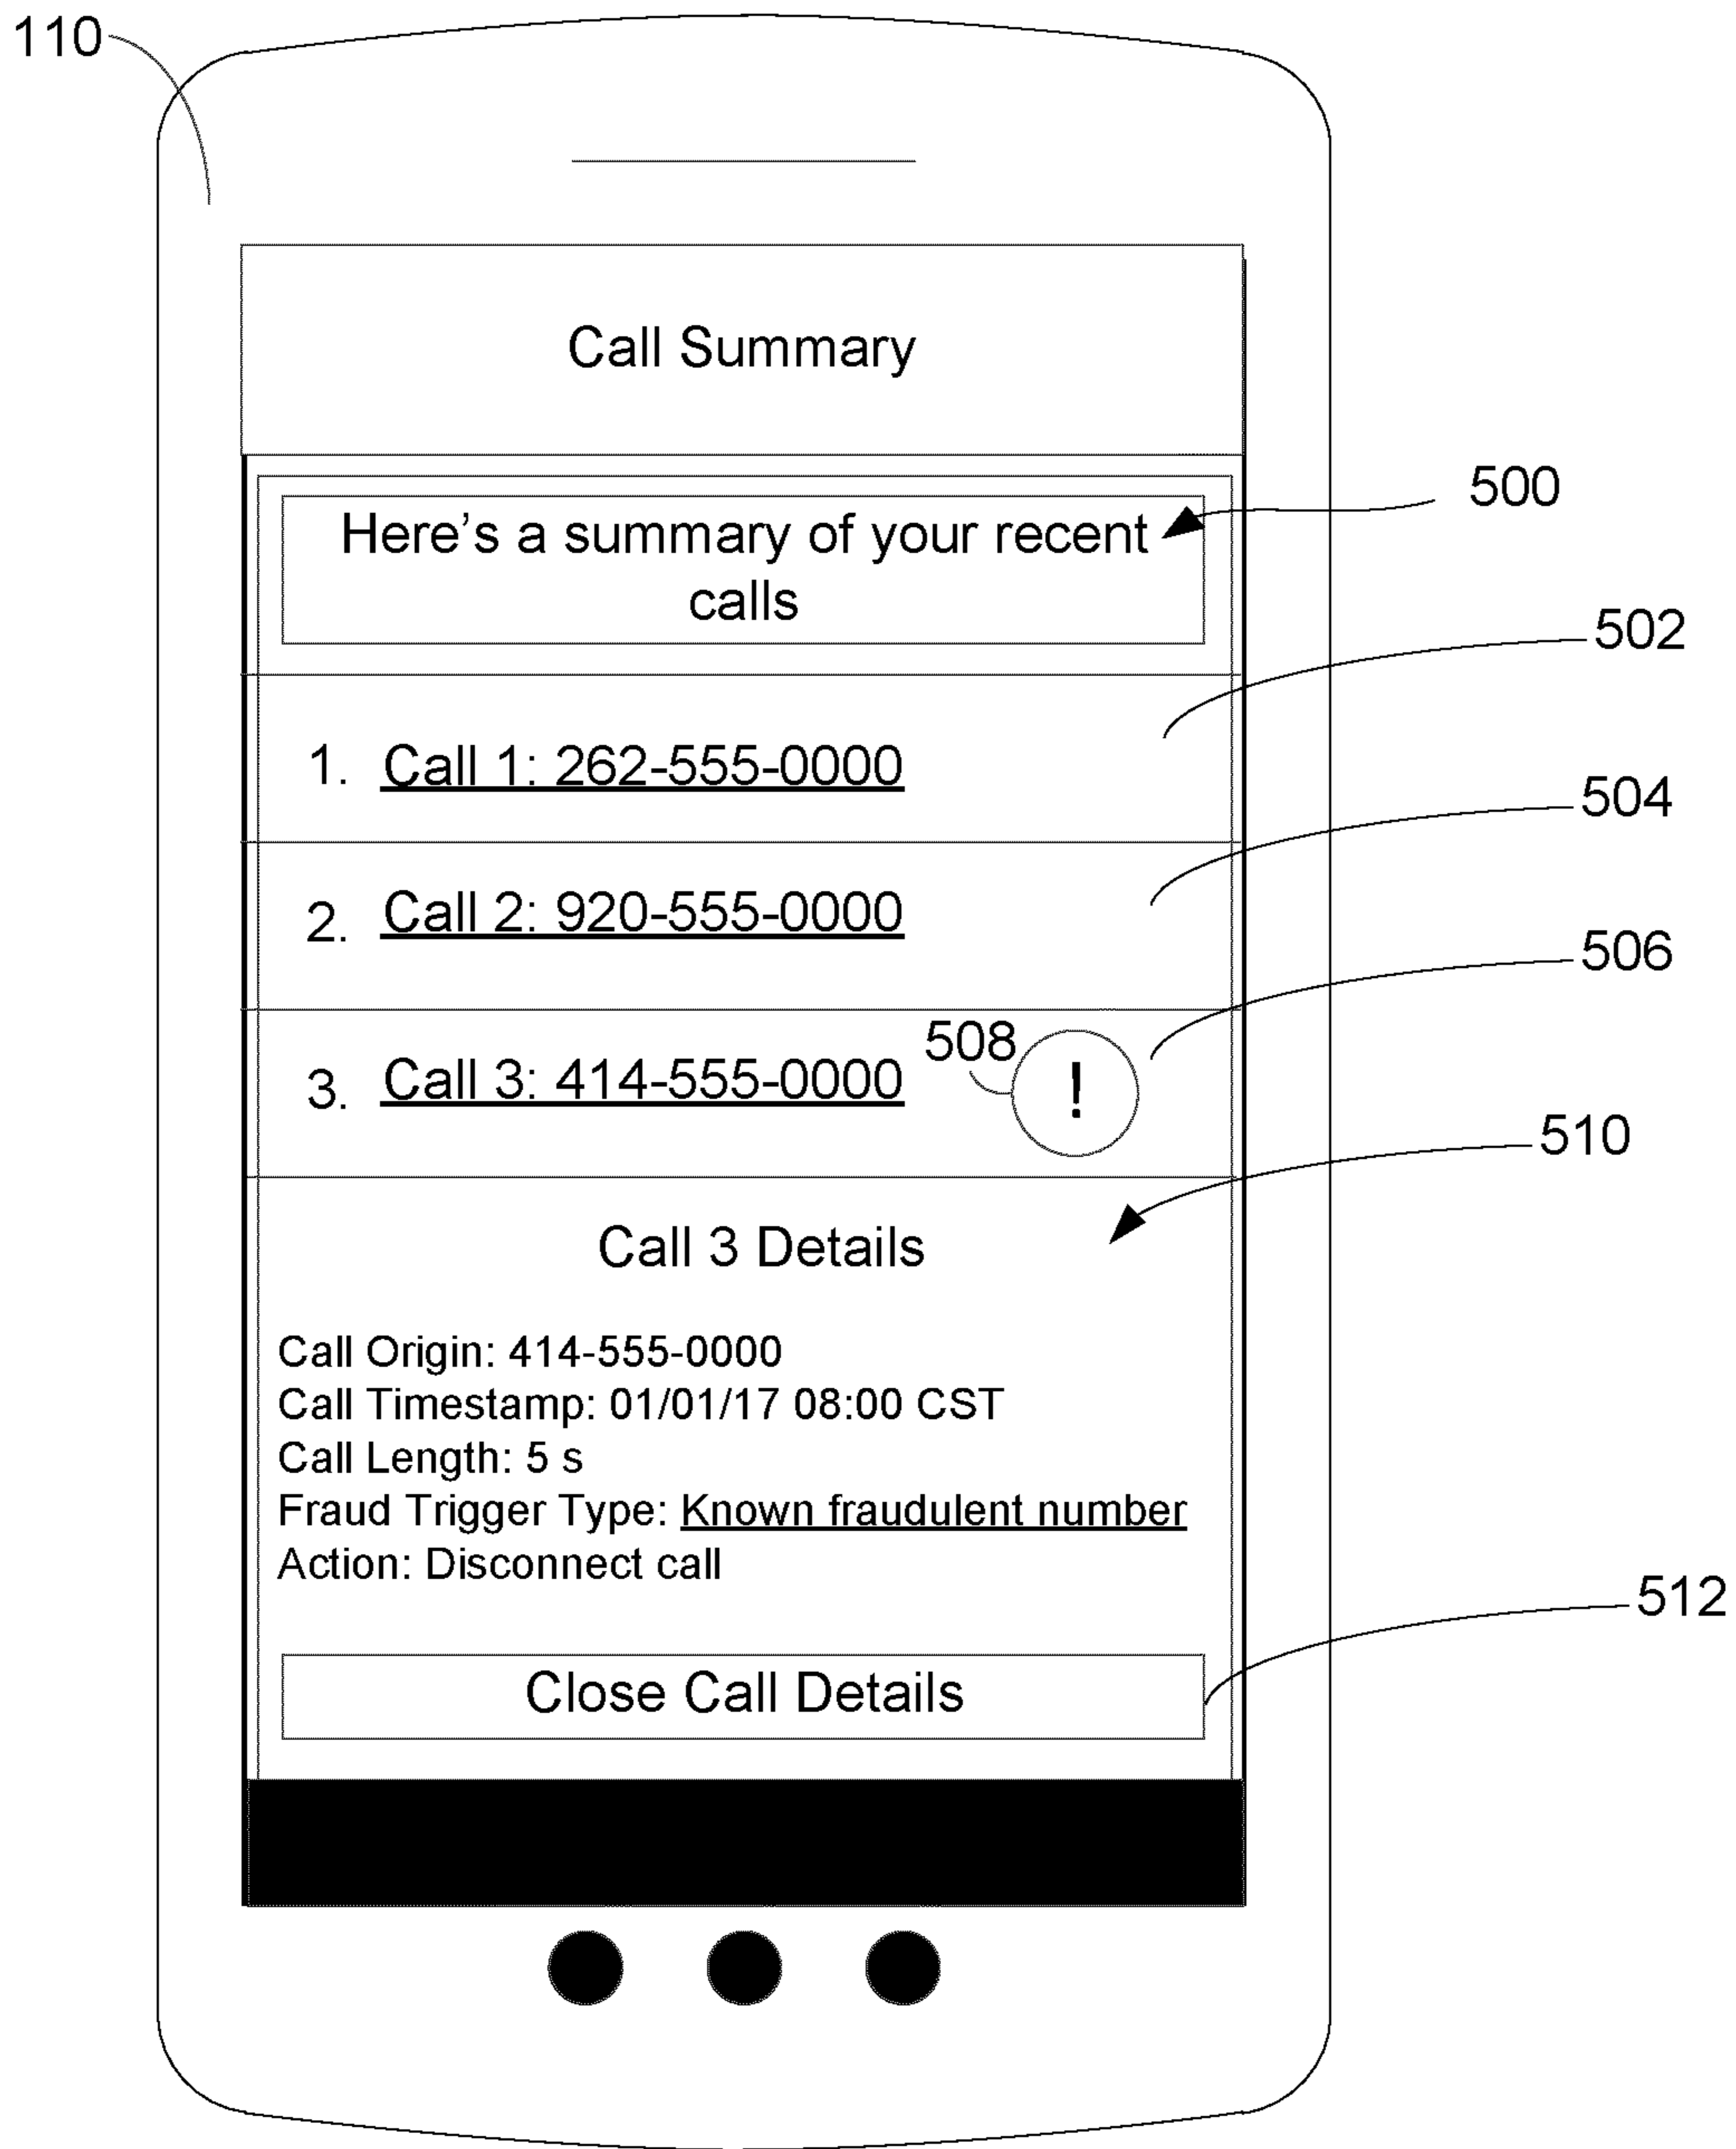 110
Call Summary
500
Here's a summary of your recent
calls
502
1. Call 1: 262-555-0000
504
2. Call 2: 920-555-0000
506
508
3. Call 3: 414-555-0000 !
510
Call 3 Details
Call Origin: 414-555-0000
Call Timestamp: 01/01/17 08:00 CST
Call Length: 5 s
Fraud Trigger Type: Known fraudulent number
Action: Disconnect call
512
Close Call Details